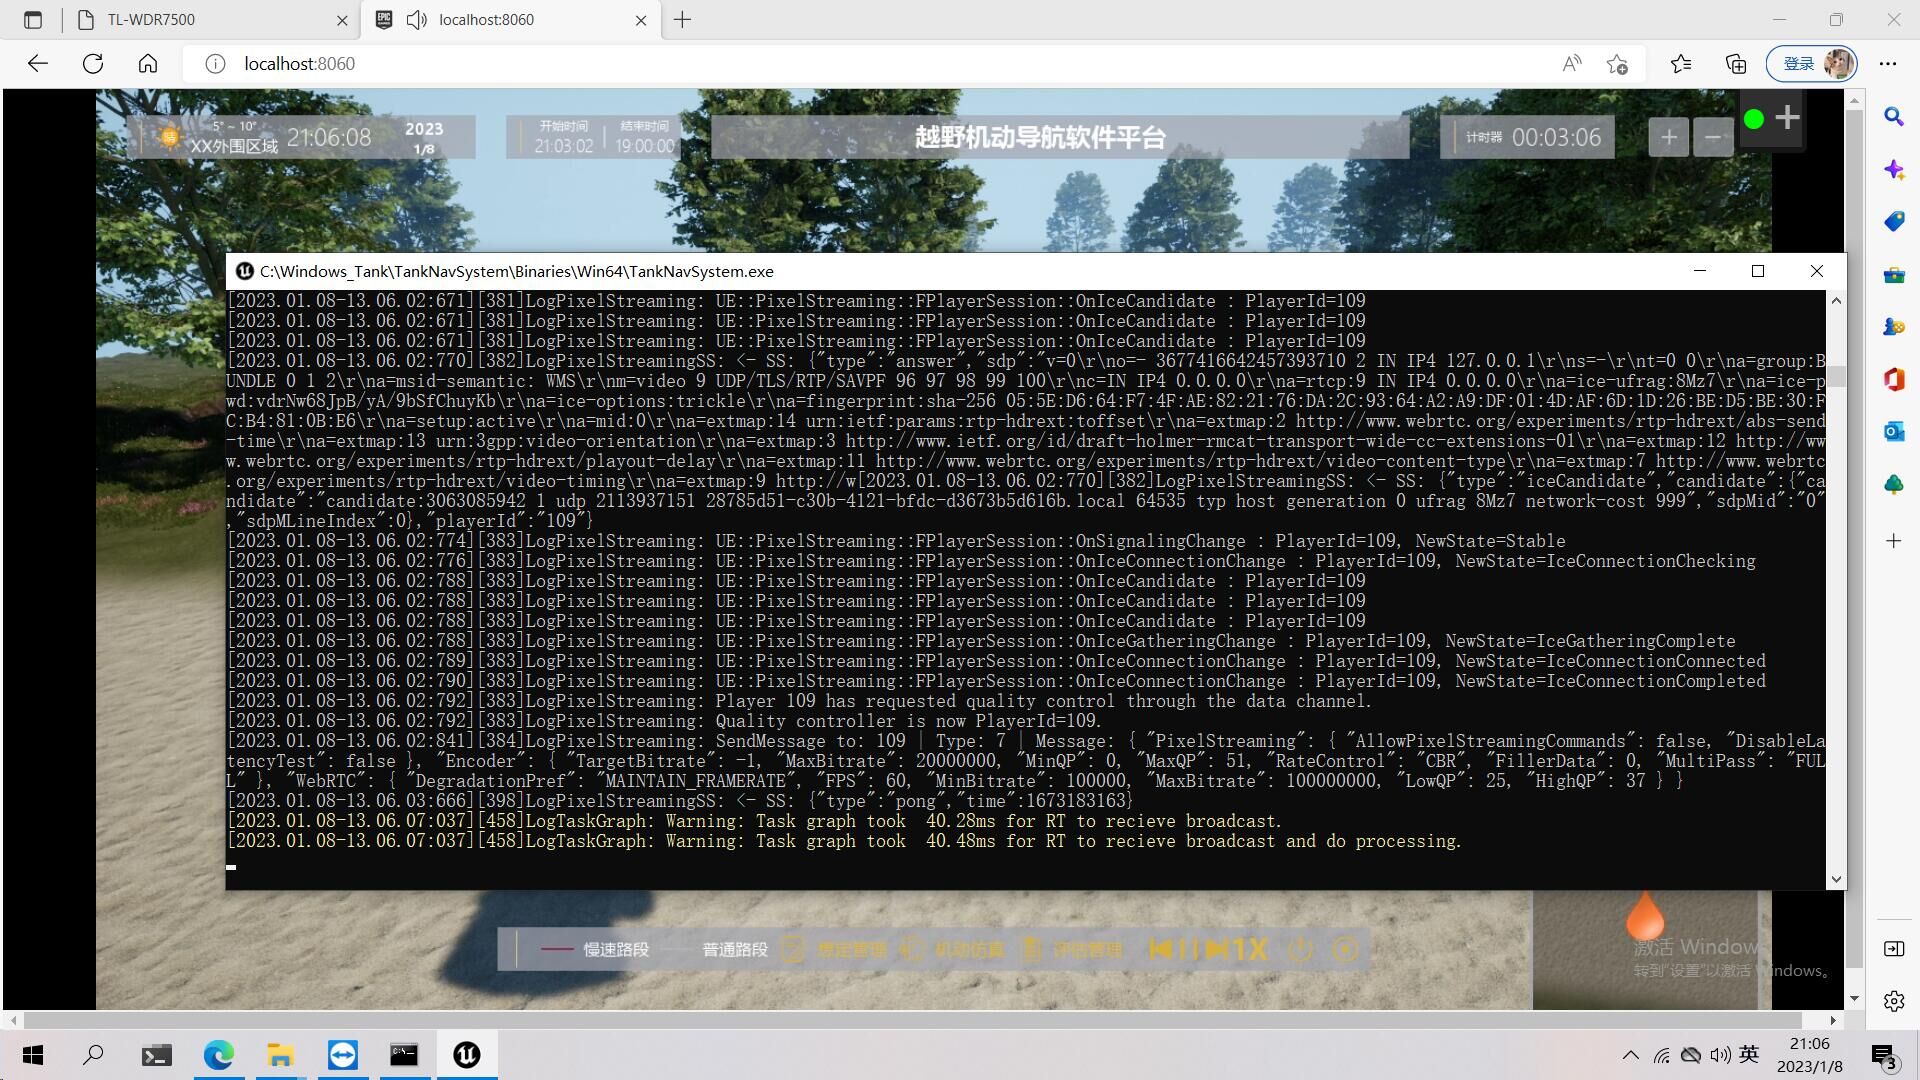 TL-WDR7500
localhost:8060
localhost:8060
登录
晴
5° ~ 10°
XX外围区域
21:06:08
2023
1/8
开始时间
21:03:02
结束时间
19:00:00
越野机动导航软件平台
计时器 00:03:06
C:\Windows_Tank\TankNavSystem\Binaries\Win64\TankNavSystem.exe
[2023.01.08-13.06.02:671][381]LogPixelStreaming: UE::PixelStreaming::FPlayerSession::OnIceCandidate : PlayerId=109
[2023.01.08-13.06.02:671][381]LogPixelStreaming: UE::PixelStreaming::FPlayerSession::OnIceCandidate : PlayerId=109
[2023.01.08-13.06.02:671][381]LogPixelStreaming: UE::PixelStreaming::FPlayerSession::OnIceCandidate : PlayerId=109
[2023.01.08-13.06.02:770][382]LogPixelStreamingSS: <- SS: {"type":"answer","sdp":"v=0\r\no=- 3677416642457393710 2 IN IP4 127.0.0.1\r\ns=-\r\nt=0 0\r\na=group:B
UNDLE 0 1 2\r\na=msid-semantic: WMS\r\nm=video 9 UDP/TLS/RTP/SAVPF 96 97 98 99 100\r\nc=IN IP4 0.0.0.0\r\na=rtcp:9 IN IP4 0.0.0.0\r\na=ice-ufrag:8Mz7\r\na=ice-p
wd:vdrNw68JpB/yA/9bSfChuyKb\r\na=ice-options:trickle\r\na=fingerprint:sha-256 05:5E:D6:64:F7:4F:AE:82:21:76:DA:2C:93:64:A2:A9:DF:01:4D:AF:6D:1D:26:BE:D5:BE:30:F
C:B4:81:0B:E6\r\na=setup:active\r\na=mid:0\r\na=extmap:14 urn:ietf:params:rtp-hdrext:toffset\r\na=extmap:2 http://www.webrtc.org/experiments/rtp-hdrext/abs-send
-time\r\na=extmap:13 urn:3gpp:video-orientation\r\na=extmap:3 http://www.ietf.org/id/draft-holmer-rmcat-transport-wide-cc-extensions-01\r\na=extmap:12 http://ww
w.webrtc.org/experiments/rtp-hdrext/playout-delay\r\na=extmap:11 http://www.webrtc.org/experiments/rtp-hdrext/video-content-type\r\na=extmap:7 http://www.webrtc
.org/experiments/rtp-hdrext/video-timing\r\na=extmap:9 http://w[2023.01.08-13.06.02:770][382]LogPixelStreamingSS: <- SS: {"type":"iceCandidate","candidate":{"ca
ndidate":"candidate:3063085942 1 udp 2113937151 28785d51-c30b-4121-bfdc-d3673b5d616b.local 64535 typ host generation 0 ufrag 8Mz7 network-cost 999","sdpMid":"0"
,"sdpMLineIndex":0},"playerId":"109"}
[2023.01.08-13.06.02:774][383]LogPixelStreaming: UE::PixelStreaming::FPlayerSession::OnSignalingChange : PlayerId=109, NewState=Stable
[2023.01.08-13.06.02:776][383]LogPixelStreaming: UE::PixelStreaming::FPlayerSession::OnIceConnectionChange : PlayerId=109, NewState=IceConnectionChecking
[2023.01.08-13.06.02:788][383]LogPixelStreaming: UE::PixelStreaming::FPlayerSession::OnIceCandidate : PlayerId=109
[2023.01.08-13.06.02:788][383]LogPixelStreaming: UE::PixelStreaming::FPlayerSession::OnIceCandidate : PlayerId=109
[2023.01.08-13.06.02:788][383]LogPixelStreaming: UE::PixelStreaming::FPlayerSession::OnIceCandidate : PlayerId=109
[2023.01.08-13.06.02:788][383]LogPixelStreaming: UE::PixelStreaming::FPlayerSession::OnIceGatheringChange : PlayerId=109, NewState=IceGatheringComplete
[2023.01.08-13.06.02:789][383]LogPixelStreaming: UE::PixelStreaming::FPlayerSession::OnIceConnectionChange : PlayerId=109, NewState=IceConnectionConnected
[2023.01.08-13.06.02:790][383]LogPixelStreaming: UE::PixelStreaming::FPlayerSession::OnIceConnectionChange : PlayerId=109, NewState=IceConnectionCompleted
[2023.01.08-13.06.02:792][383]LogPixelStreaming: Player 109 has requested quality control through the data channel.
[2023.01.08-13.06.02:792][383]LogPixelStreaming: Quality controller is now PlayerId=109.
[2023.01.08-13.06.02:841][384]LogPixelStreaming: SendMessage to: 109 | Type: 7 | Message: { "PixelStreaming": { "AllowPixelStreamingCommands": false, "DisableLa
tencyTest": false }, "Encoder": { "TargetBitrate": -1, "MaxBitrate": 20000000, "MinQP": 0, "MaxQP": 51, "RateControl": "CBR", "FillerData": 0, "MultiPass": "FUL
L" }, "WebRTC": { "DegradationPref": "MAINTAIN_FRAMERATE", "FPS": 60, "MinBitrate": 100000, "MaxBitrate": 100000000, "LowQP": 25, "HighQP": 37 } }
[2023.01.08-13.06.03:666][398]LogPixelStreamingSS: <- SS: {"type":"pong","time":1673183163}
[2023.01.08-13.06.07:037][458]LogTaskGraph: Warning: Task graph took  40.28ms for RT to recieve broadcast.
[2023.01.08-13.06.07:037][458]LogTaskGraph: Warning: Task graph took  40.48ms for RT to recieve broadcast and do processing.
慢速路段 普通路段 想定管理 机动仿真 评估管理 1X
激活 Window
转到"设置"以激活 Windows。
英
21:06
2023/1/8
3